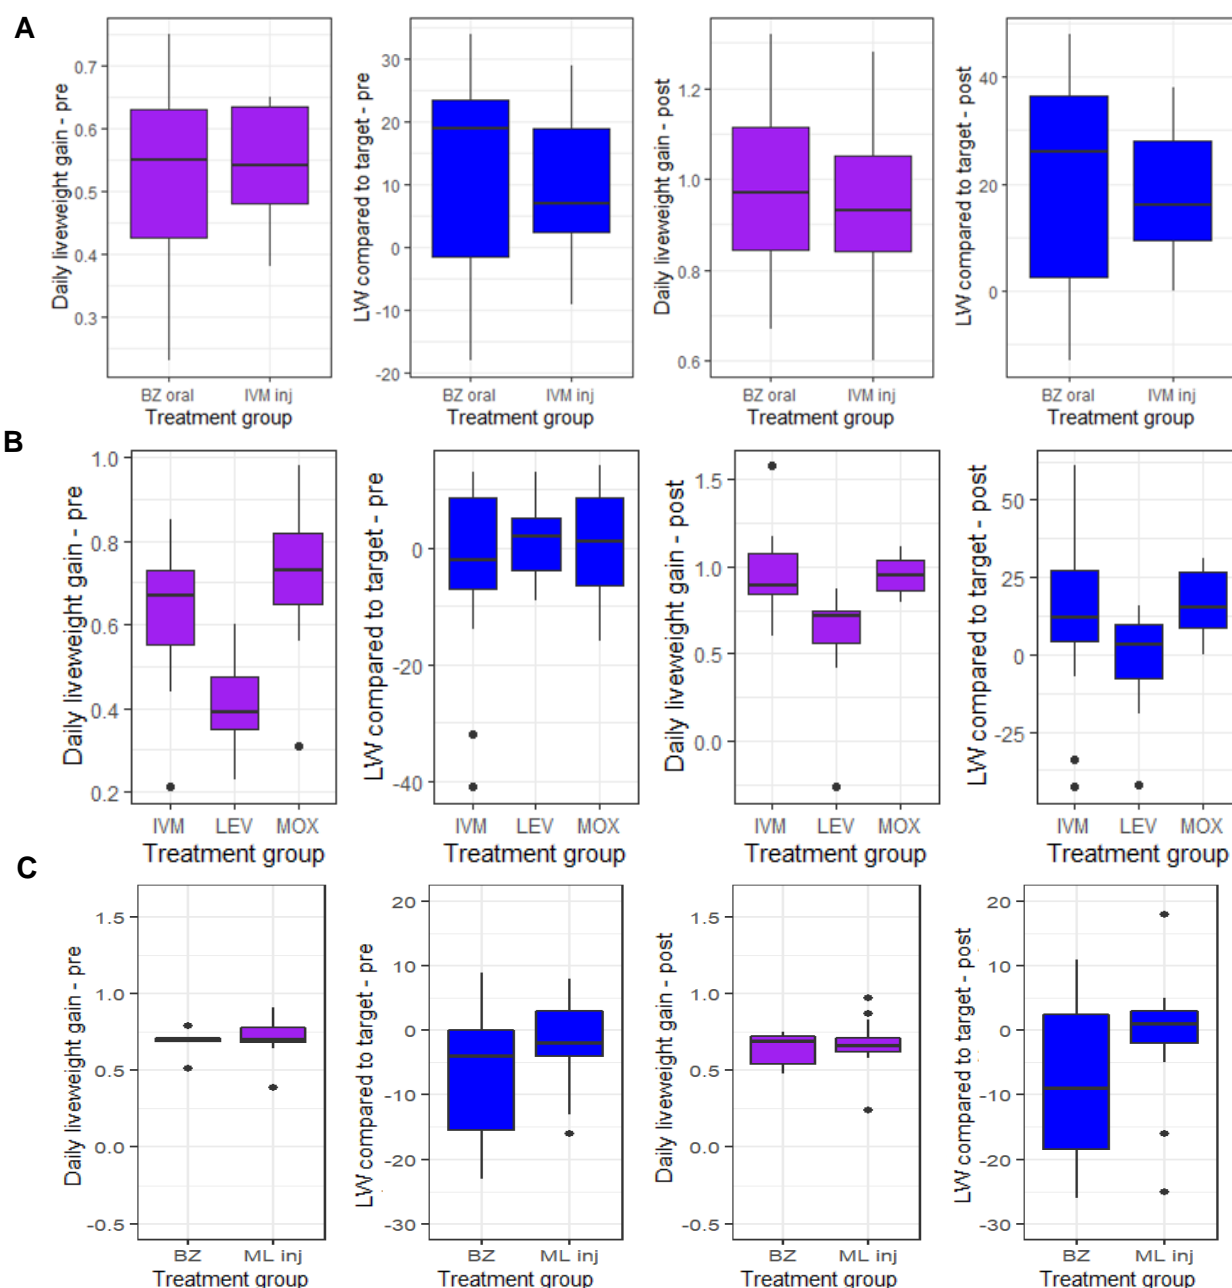 A
Daily liveweight gain - pre
0.7
0.6
0.5
0.4
0.3
BZ oral IVM inj
Treatment group
LW compared to target - pre
30
20
10
0
-10
-20
BZ oral IVM inj
Treatment group
Daily liveweight gain - post
1.2
1.0
0.8
0.6
BZ oral IVM inj
Treatment group
LW compared to target - post
40
20
0
BZ oral IVM inj
Treatment group
B
Daily liveweight gain - pre
1.0
0.8
0.6
0.4
0.2
IVM LEV MOX
Treatment group
LW compared to target - pre
0
-20
-40
IVM LEV MOX
Treatment group
Daily liveweight gain - post
1.5
1.0
0.5
0.0
IVM LEV MOX
Treatment group
LW compared to target - post
50
25
0
-25
IVM LEV MOX
Treatment group
C
Daily liveweight gain - pre
1.5
1.0
0.5
0.0
-0.5
BZ ML inj
Treatment group
LW compared to target - pre
20
10
0
-10
-20
-30
BZ ML inj
Treatment group
Daily liveweight gain - post
1.5
1.0
0.5
0.0
-0.5
BZ ML inj
Treatment group
LW compared to target - post
20
10
0
-10
-20
-30
BZ ML inj
Treatment group